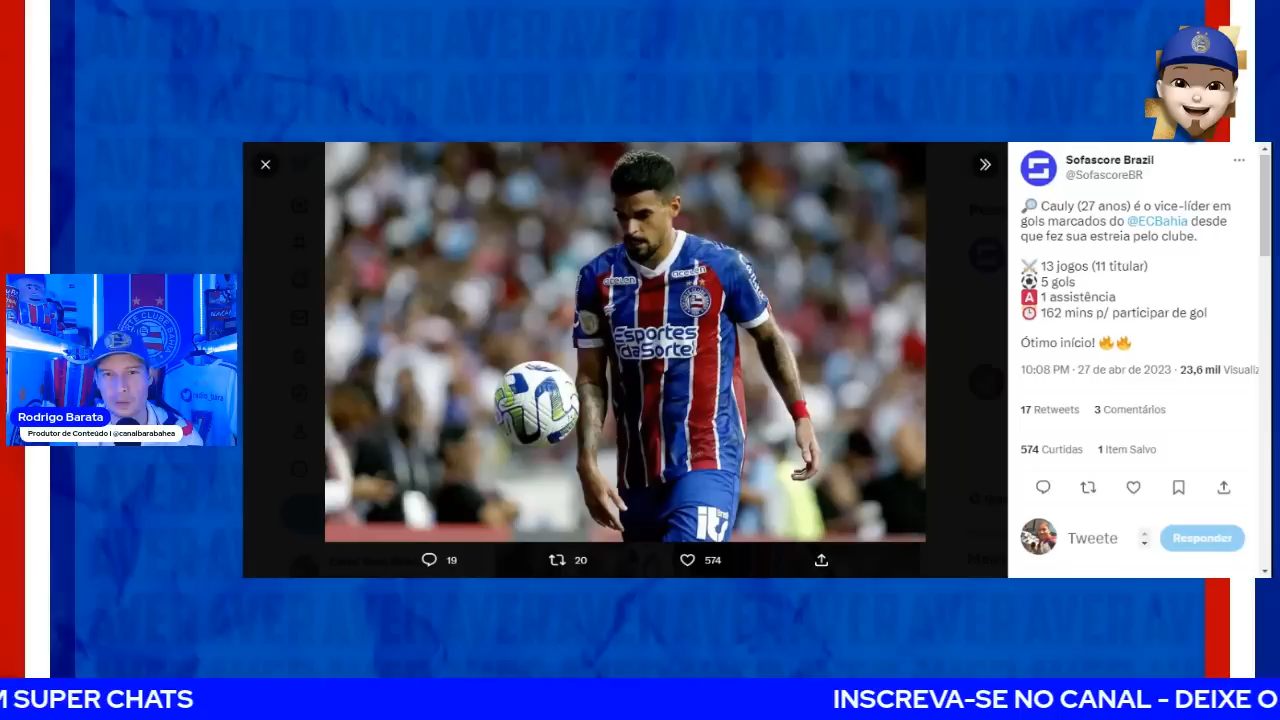 Sofascore Brazil
@SofascoreBR
Cauly (27 anos) é o vice-líder em
gols marcados do @ECBahia desde
que fez sua estreia pelo clube.
13 jogos (11 titular)
5 gols
A 1 assistência
162 mins p/ participar de gol
Ótimo início!
10:08 PM · 27 de abr de 2023 · 23,6 mil Visualiz
17 Retweets 3 Comentários
574 Curtidas 1 Item Salvo
Tweete
Responder
acelen
acelen
Esportes
da Sorte
19
20
574
Rodrigo Barata
Produtor de Conteúdo | @canalbarabahea
M SUPER CHATS
INSCREVA-SE NO CANAL - DEIXE O